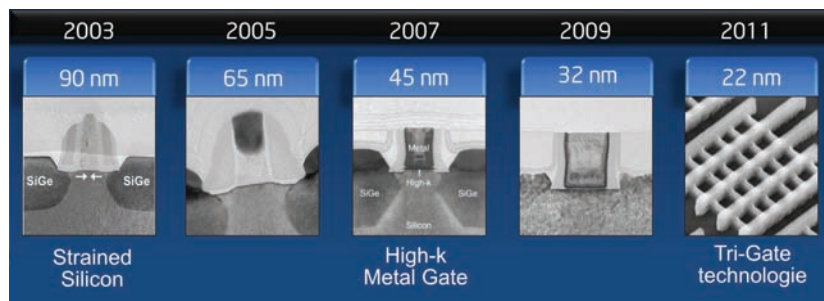 2003 2005 2007 2009 2011
90 nm 65 nm 45 nm 32 nm 22 nm
Metal
SiGe SiGe
High-k
SiGe SiGe
Silicon
Strained
Silicon
High-k
Metal Gate
Tri-Gate
technologie